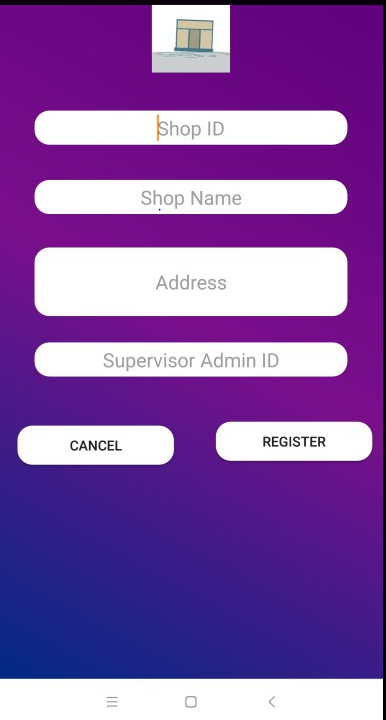 Shop ID
Shop Name
Address
Supervisor Admin ID
CANCEL
REGISTER